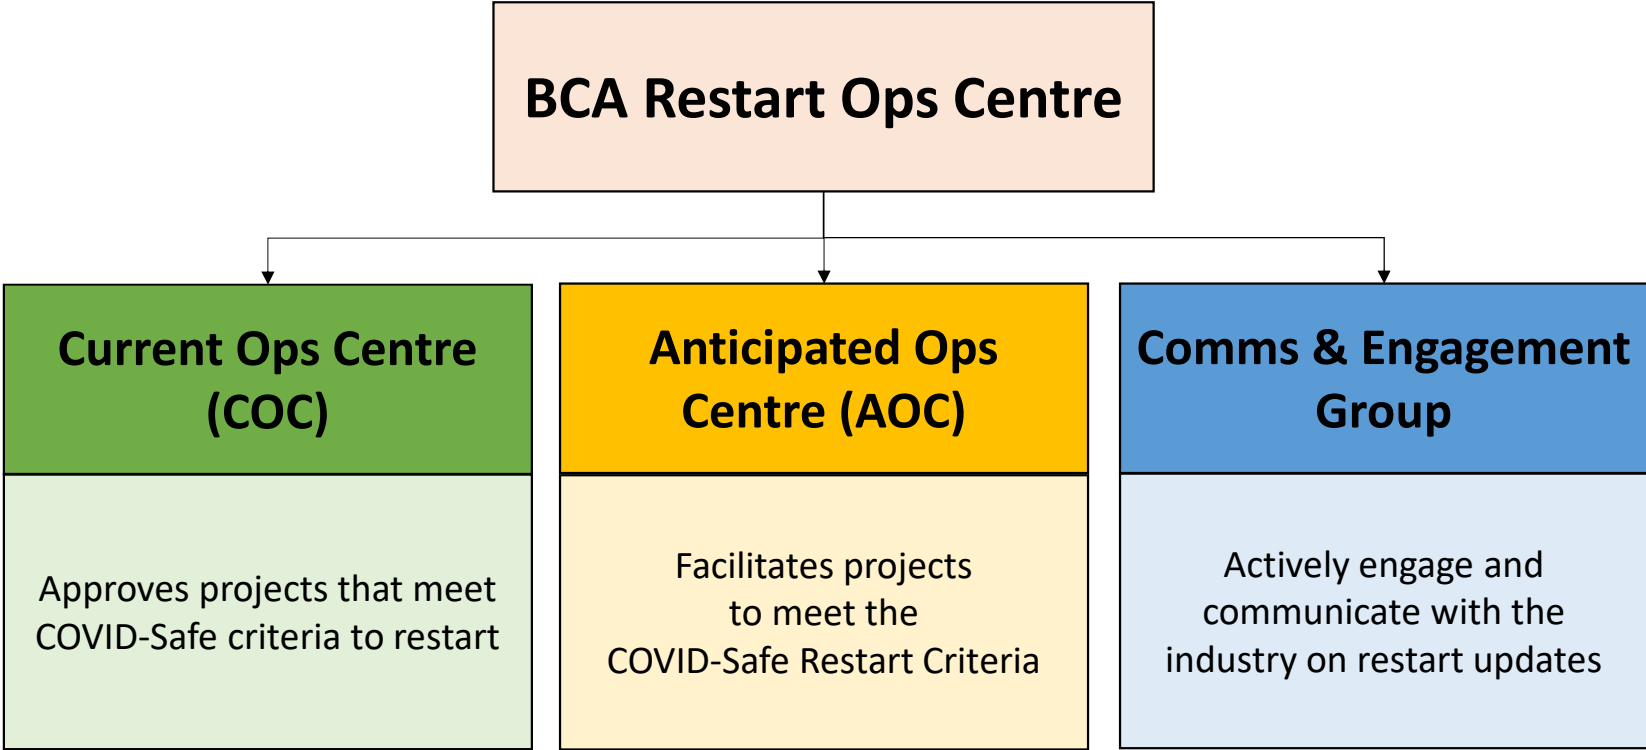 BCA Restart Ops Centre
Current Ops Centre
(COC)
Approves projects that meet
COVID-Safe criteria to restart
Anticipated Ops
Centre (AOC)
Facilitates projects
to meet the
COVID-Safe Restart Criteria
Comms & Engagement
Group
Actively engage and
communicate with the
industry on restart updates